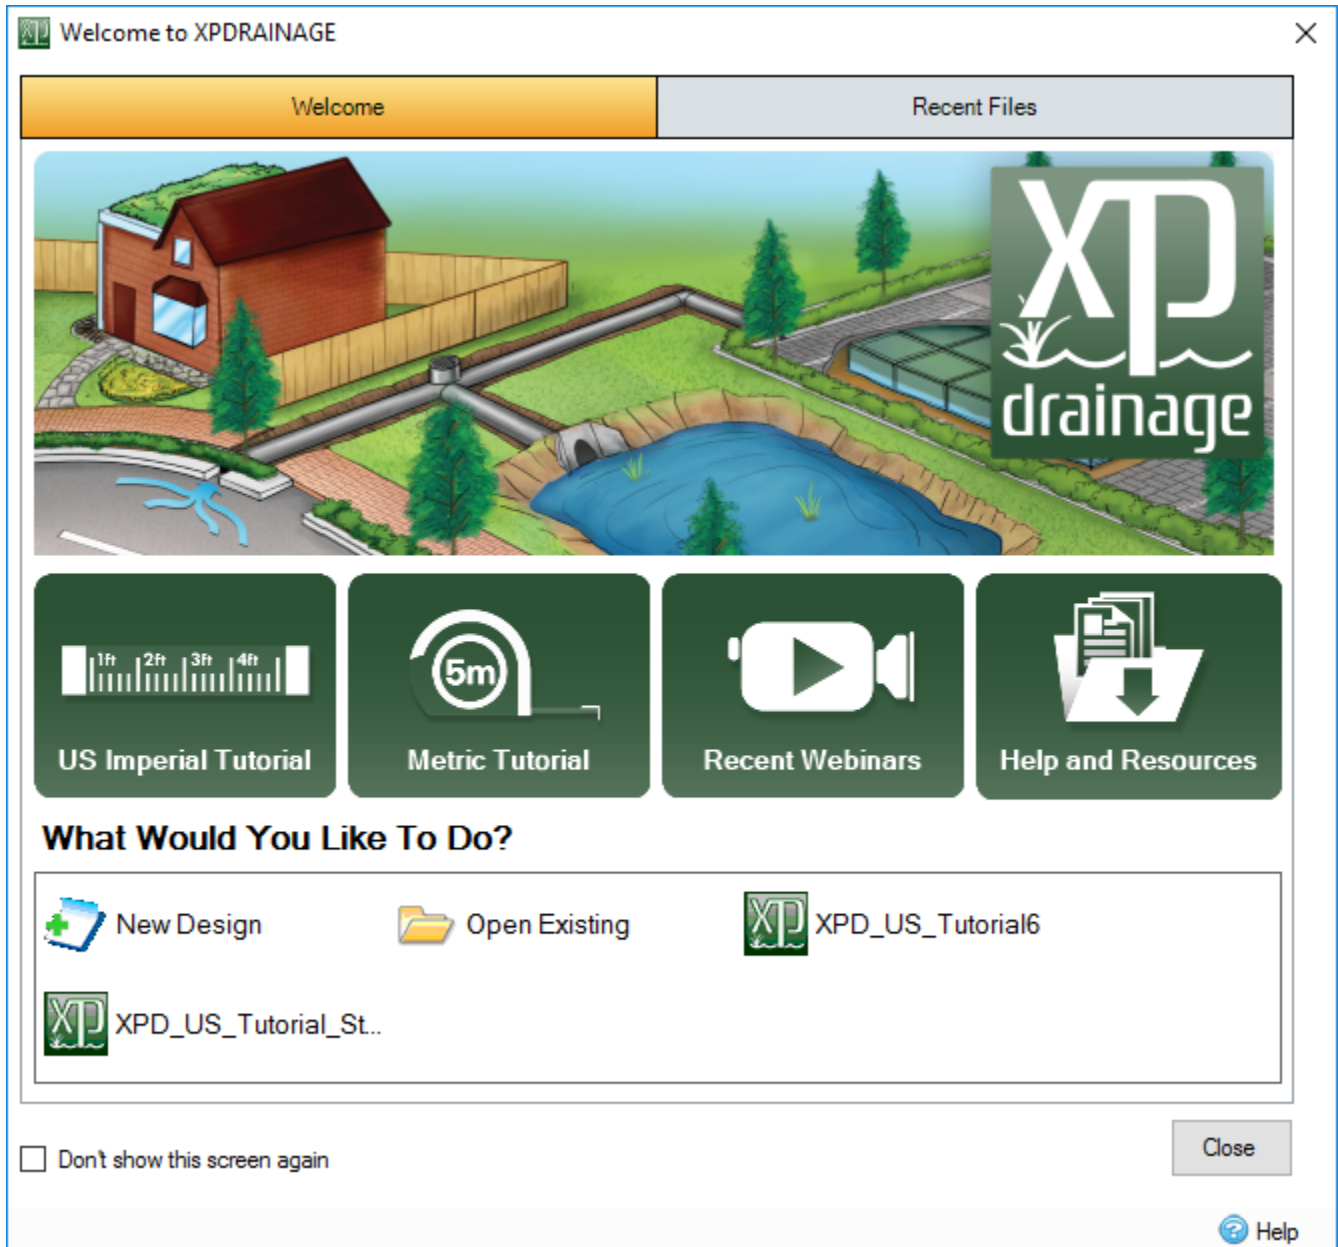 Welcome to XPDRAINAGE
Welcome
Recent Files
xp
drainage
1ft 2ft 3ft 4ft
5m
US Imperial Tutorial
Metric Tutorial
Recent Webinars
Help and Resources
What Would You Like To Do?
New Design
Open Existing
XP
XPD_US_Tutorial6
XP
XPD_US_Tutorial_St...
Don't show this screen again
Close
Help